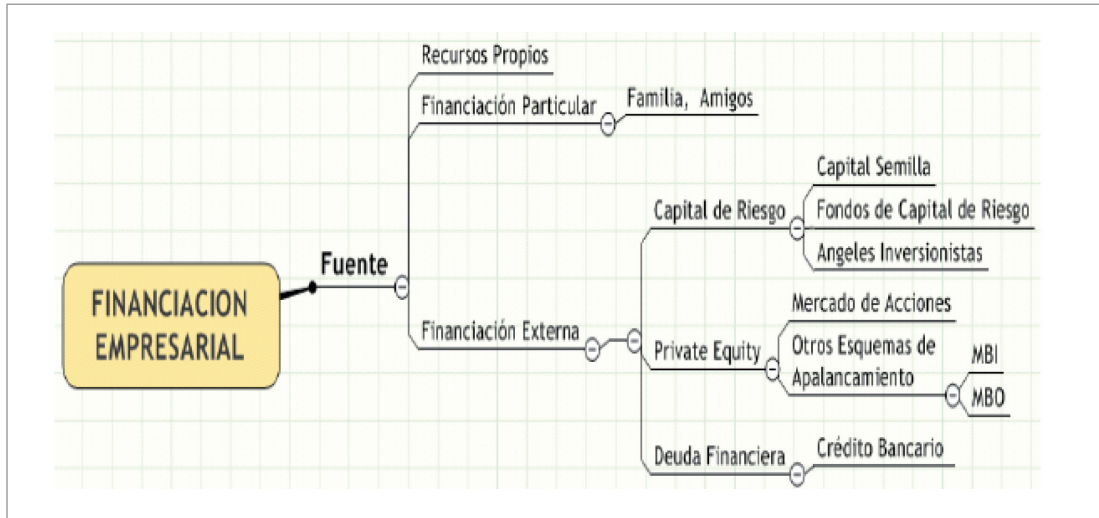 FINANCIACION
EMPRESARIAL
Fuente
Recursos Propios
Financiación Particular
Familia, Amigos
Financiación Externa
Capital de Riesgo
Capital Semilla
Fondos de Capital de Riesgo
Angeles Inversionistas
Private Equity
Mercado de Acciones
Otros Esquemas de
Apalancamiento
MBI
MBO
Deuda Financiera
Crédito Bancario